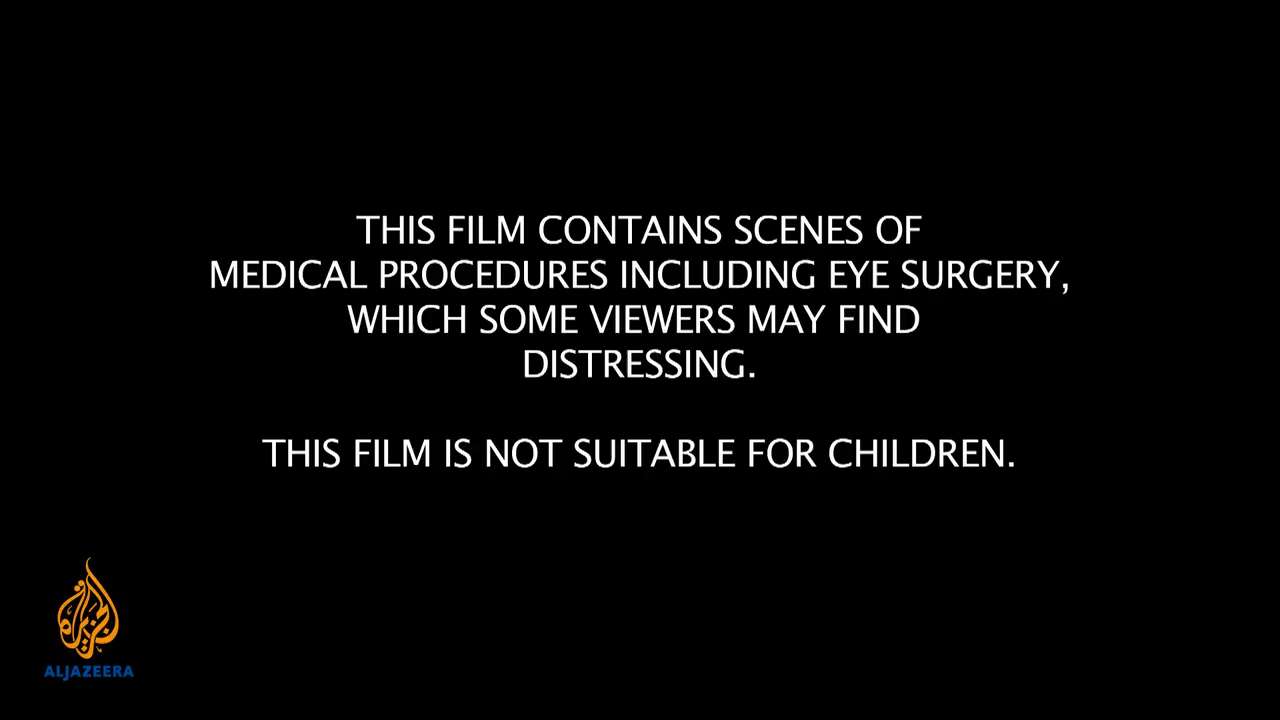 THIS FILM CONTAINS SCENES OF
MEDICAL PROCEDURES INCLUDING EYE SURGERY,
WHICH SOME VIEWERS MAY FIND
DISTRESSING.
THIS FILM IS NOT SUITABLE FOR CHILDREN.
الجزيرة
ALJAZEERA